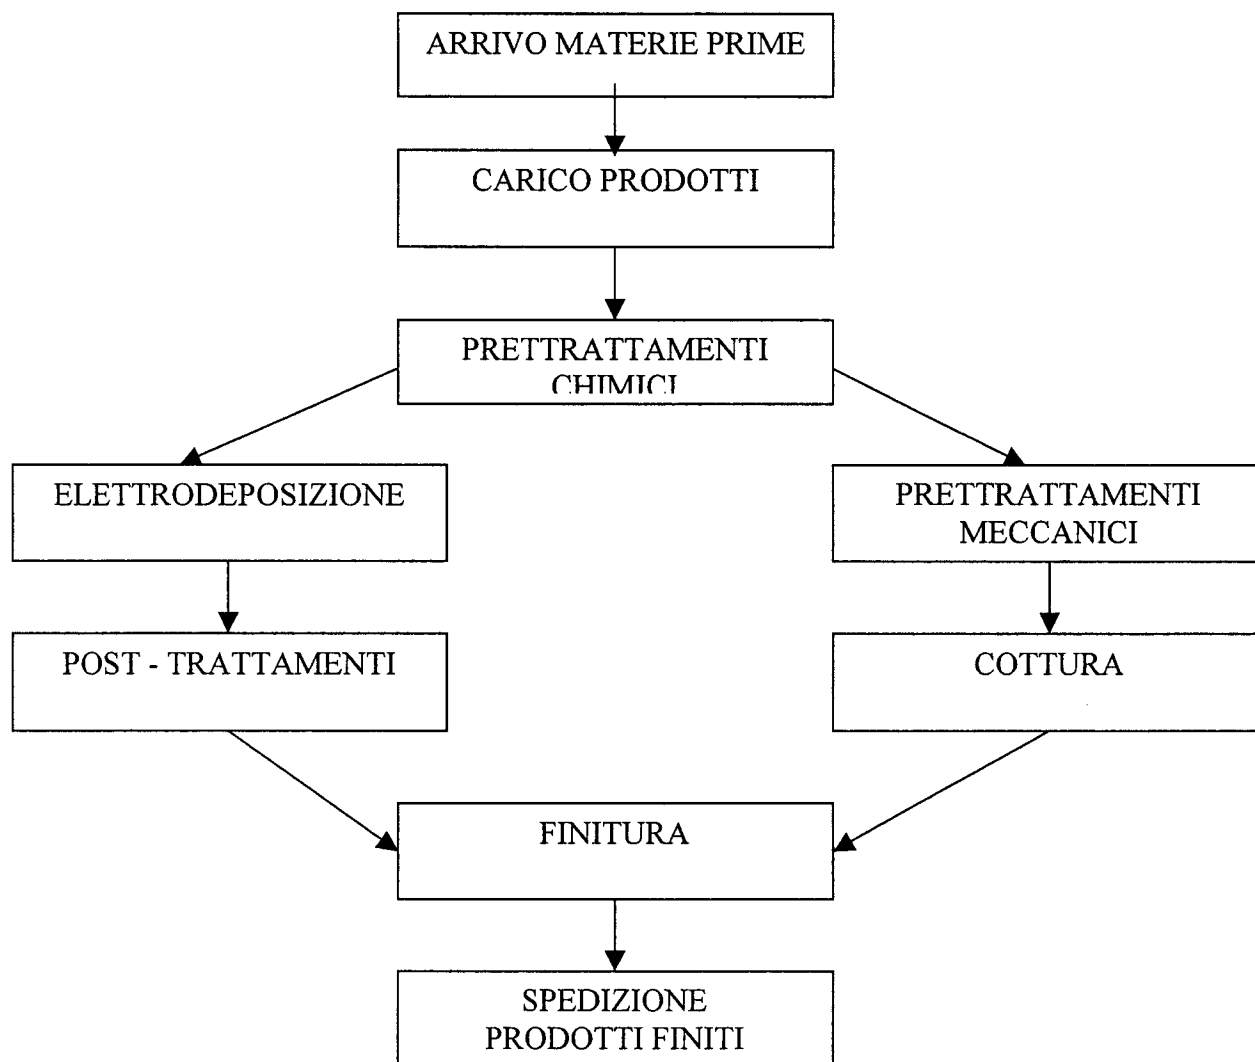 ARRIVO MATERIE PRIME
CARICO PRODOTTI
PRETTRATTAMENTI
CHIMICI
ELETTRODEPOSIZIONE
PRETTRATTAMENTI
MECCANICI
POST - TRATTAMENTI
COTTURA
FINITURA
SPEDIZIONE
PRODOTTI FINITI